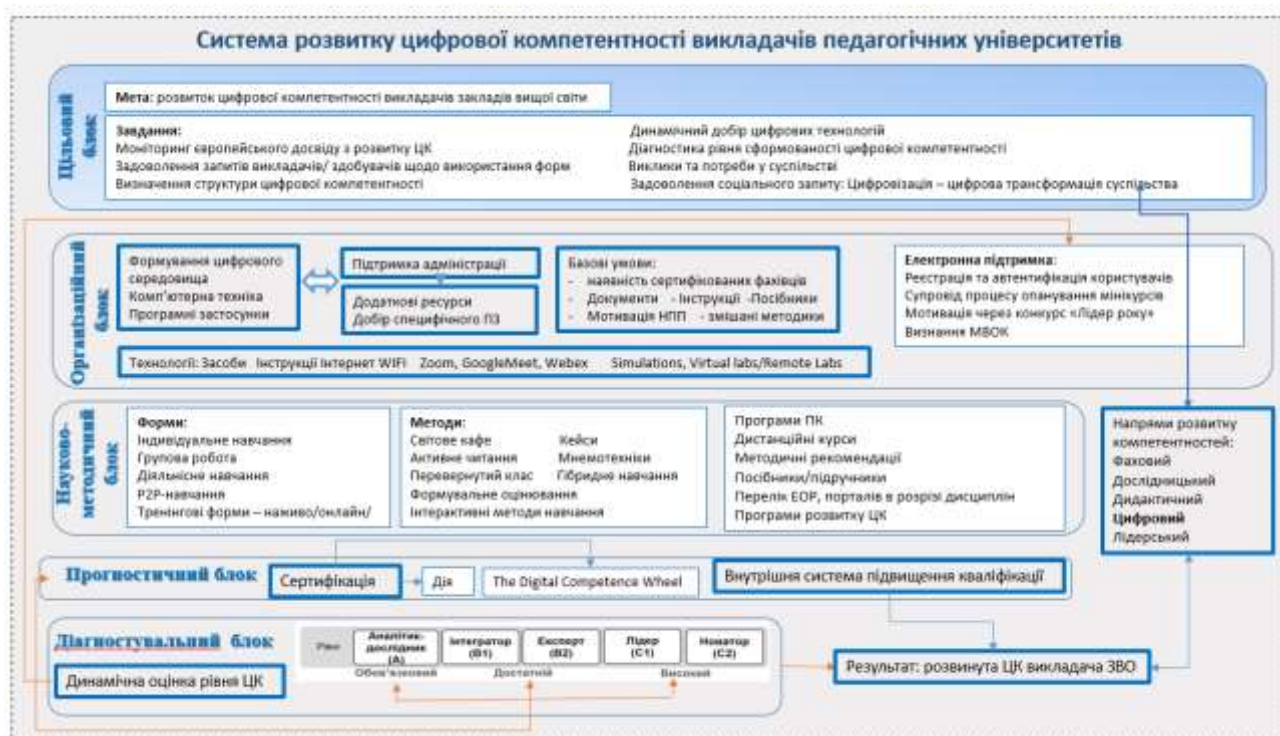 Система розвитку цифрової компетентності викладачів педагогічних університетів
Цільовий блок
Мета: розвиток цифрової компетентності викладачів закладів вищої світи
Завдання:
Моніторинг європейського досвіду з розвитку ЦК
Задоволення запитів викладачів/ здобувачів щодо використання форм
Визначення структури цифрової компетентності
Динамічний добір цифрових технологій
Діагностика рівня сформованості цифрової компетентності
Виклики та потреби у суспільстві
Задоволення соціального запиту: Цифровізація – цифрова трансформація суспільства
Організаційний блок
Формування цифрового
середовища
Комп'ютерна техніка
Програмні застосунки
Підтримка адміністрації
Додаткові ресурси
Добір специфічного ПЗ
Базові умови:
- наявність сертифікованих фахівців
- Документи - Інструкції -Посібники
- Мотивація НПП - змішані методики
Електронна підтримка:
Реєстрація та автентифікація користувачів
Супровід процесу опанування мінікурсів
Мотивація через конкурс «Лідер року»
Визнання МВОК
Технології: Засоби Інструкції Інтернет WIFI Zoom, GoogleMeet, Webex Simulations, Virtual labs/Remote Labs
Науково-методичний блок
Форми:
Індивідуальне навчання
Групова робота
Діяльнісне навчання
P2P-навчання
Тренінгові форми – наживо/онлайн/
Методи:
Світове кафе Кейси
Активне читання Мнемотехніки
Перевернутий клас Гібридне навчання
Формувальне оцінювання
Інтерактивні методи навчання
Програми ПК
Дистанційні курси
Методичні рекомендації
Посібники/підручники
Перелік ЕОР, порталів в розрізі дисциплін
Програми розвитку ЦК
Напрями розвитку
компетентностей:
Фаховий
Дослідницький
Дидактичний
Цифровий
Лідерський
Прогностичний блок
Сертифікація
Дія
The Digital Competence Wheel
Внутрішня система підвищення кваліфікації
Діагностувальний блок
Динамічна оцінка рівня ЦК
Рівні
Аналітик-
дослідник
(А)
Інтегратор
(В1)
Експерт
(В2)
Лідер
(С1)
Новатор
(С2)
Обов'язковий Достатній Високий
Результат: розвинута ЦК викладача ЗВО